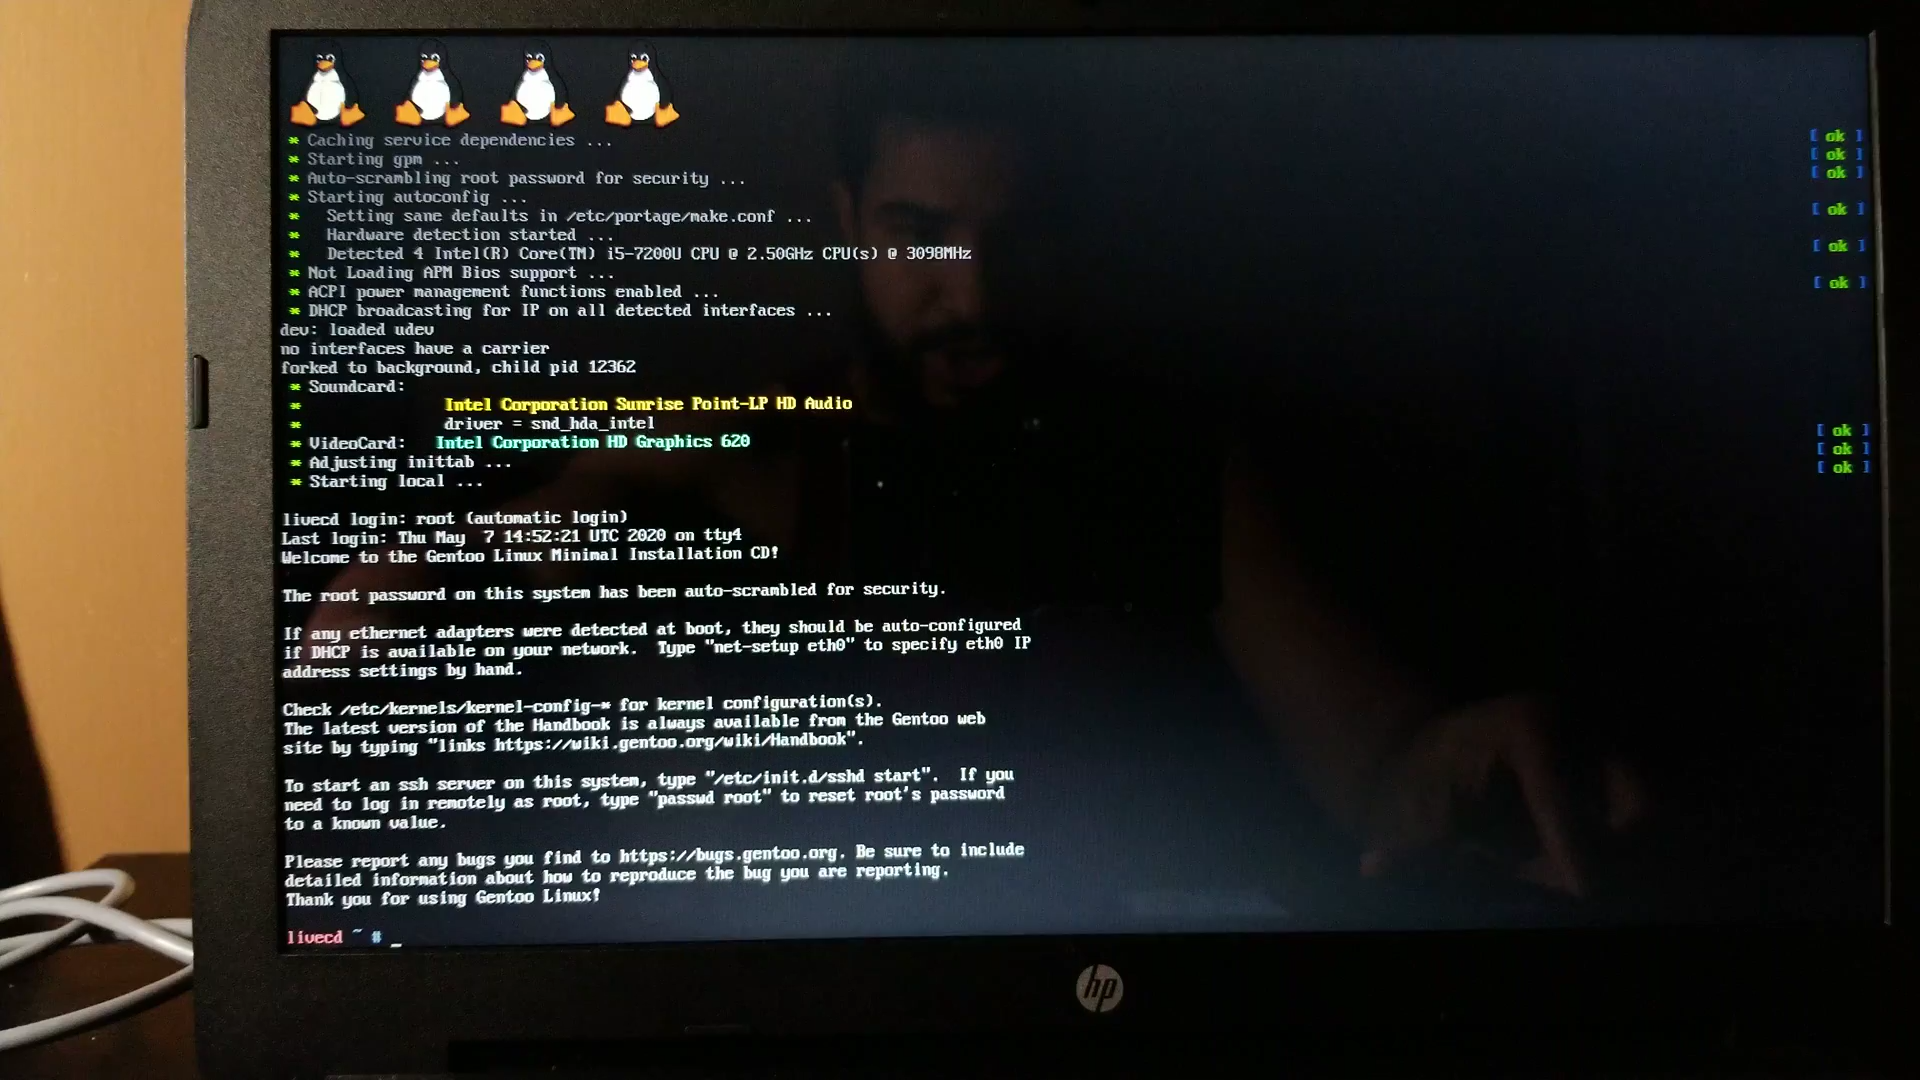 * Caching service dependencies ... [ ok ]
* Starting gpm ... [ ok ]
* Auto-scrambling root password for security ... [ ok ]
* Starting autoconfig ...
* Setting sane defaults in /etc/portage/make.conf ... [ ok ]
* Hardware detection started ...
* Detected 4 Intel(R) Core(TM) i5-7200U CPU @ 2.50GHz CPU(s) @ 3098MHz [ ok ]
* Not Loading APM Bios support ...
* ACPI power management functions enabled ... [ ok ]
* DHCP broadcasting for IP on all detected interfaces ...
dev: loaded udev
no interfaces have a carrier
forked to background, child pid 12362
* Soundcard:
* Intel Corporation Sunrise Point-LP HD Audio
* driver = snd_hda_intel
* VideoCard: Intel Corporation HD Graphics 620 [ ok ]
* Adjusting inittab ... [ ok ]
* Starting local ... [ ok ]
livecd login: root (automatic login)
Last login: Thu May 7 14:52:21 UTC 2020 on tty4
Welcome to the Gentoo Linux Minimal Installation CD!
The root password on this system has been auto-scrambled for security.
If any ethernet adapters were detected at boot, they should be auto-configured
if DHCP is available on your network. Type "net-setup eth0" to specify eth0 IP
address settings by hand.
Check /etc/kernels/kernel-config-* for kernel configuration(s).
The latest version of the Handbook is always available from the Gentoo web
site by typing "links https://wiki.gentoo.org/wiki/Handbook".
To start an ssh server on this system, type "/etc/init.d/sshd start". If you
need to log in remotely as root, type "passwd root" to reset root's password
to a known value.
Please report any bugs you find to https://bugs.gentoo.org. Be sure to include
detailed information about how to reproduce the bug you are reporting.
Thank you for using Gentoo Linux!
livecd ~ # _
hp